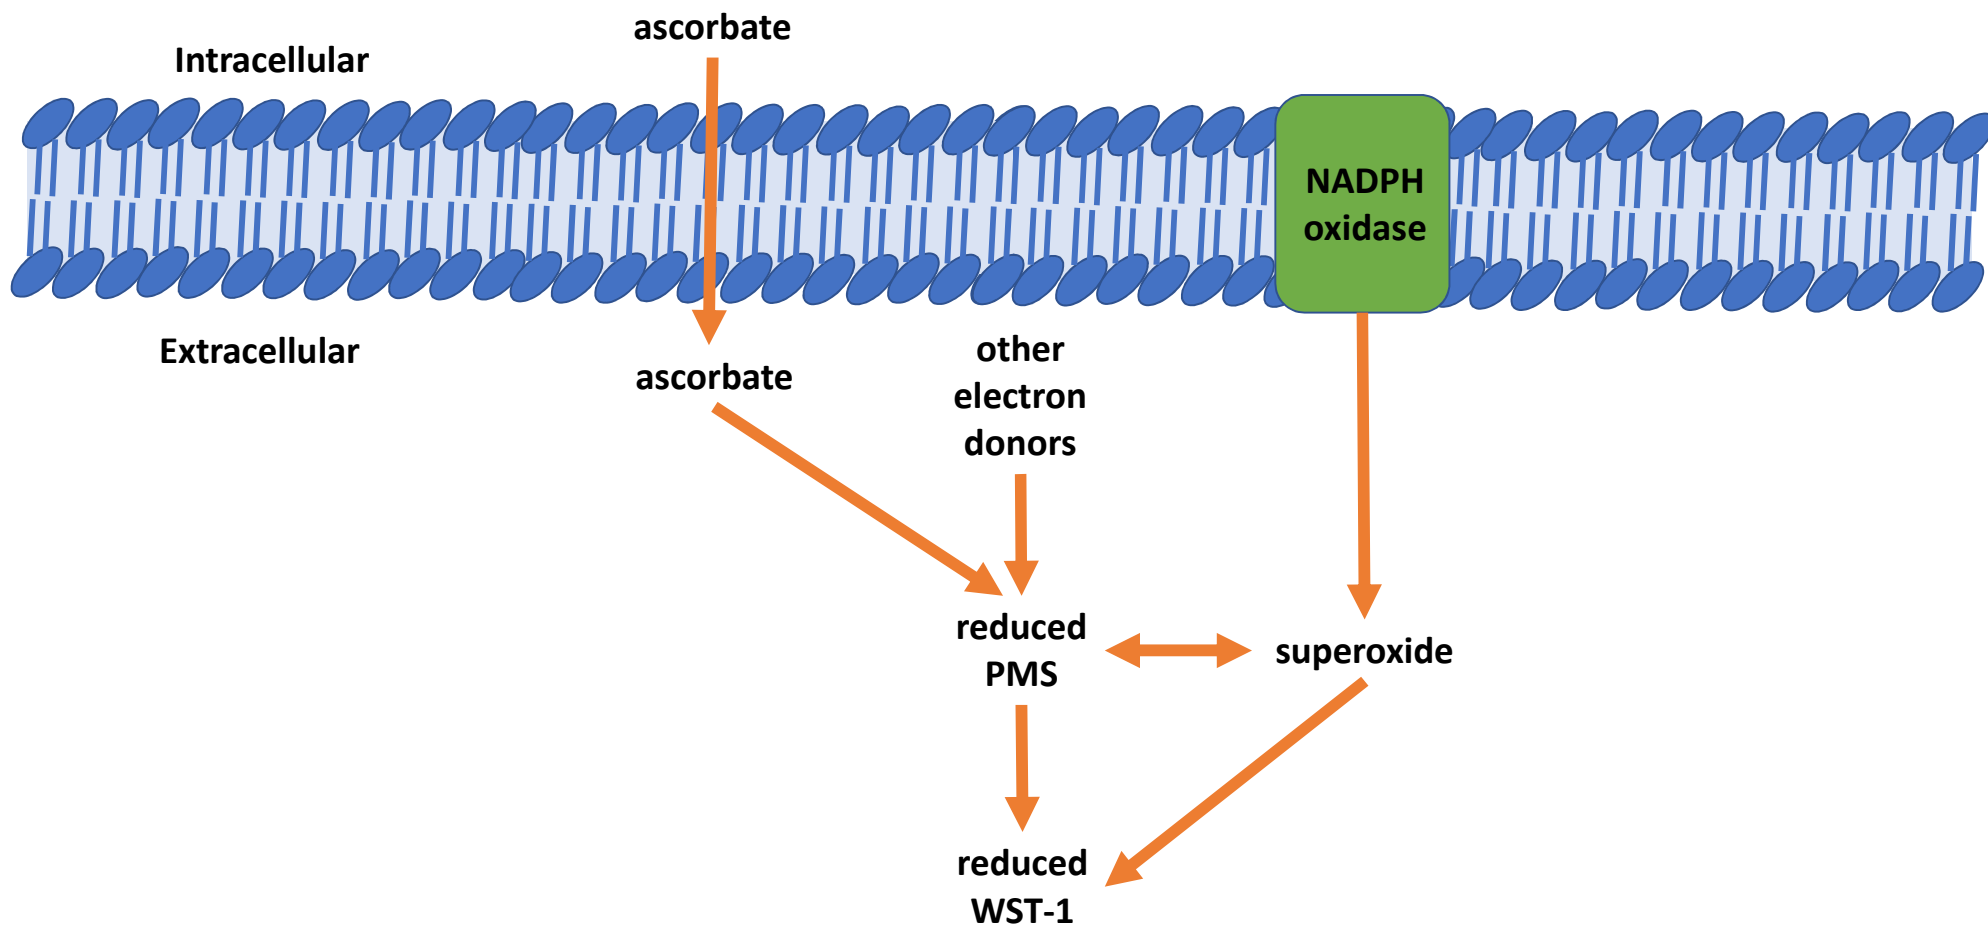 ascorbate
Intracellular
NADPH
oxidase
Extracellular
ascorbate
other
electron
donors
reduced
PMS
superoxide
reduced
WST-1